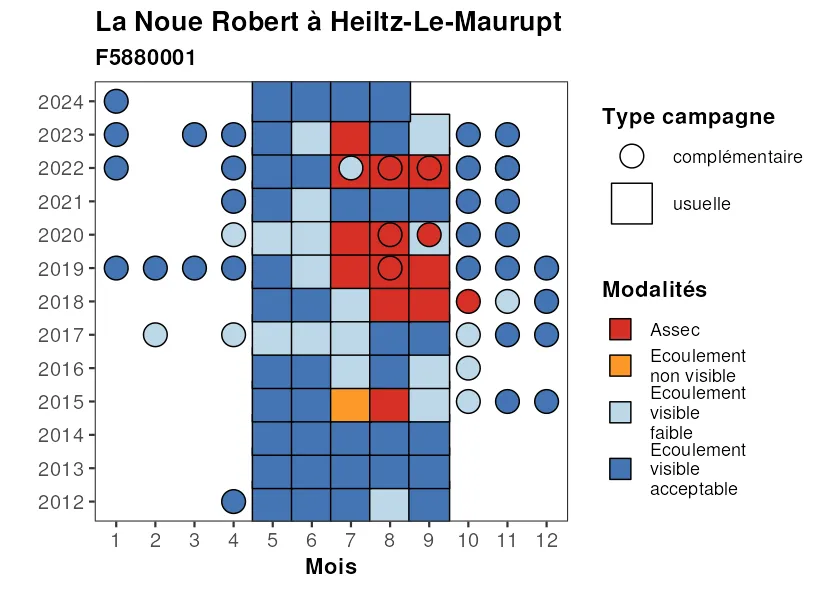 La Noue Robert à Heiltz-Le-Maurupt
F5880001
2024
2023
2022
2021
2020
2019
2018
2017
2016
2015
2014
2013
2012
1 2 3 4 5 6 7 8 9 10 11 12
Mois
Type campagne
complémentaire
usuelle
Modalités
Assec
Ecoulement
non visible
Ecoulement
visible
faible
Ecoulement
visible
acceptable